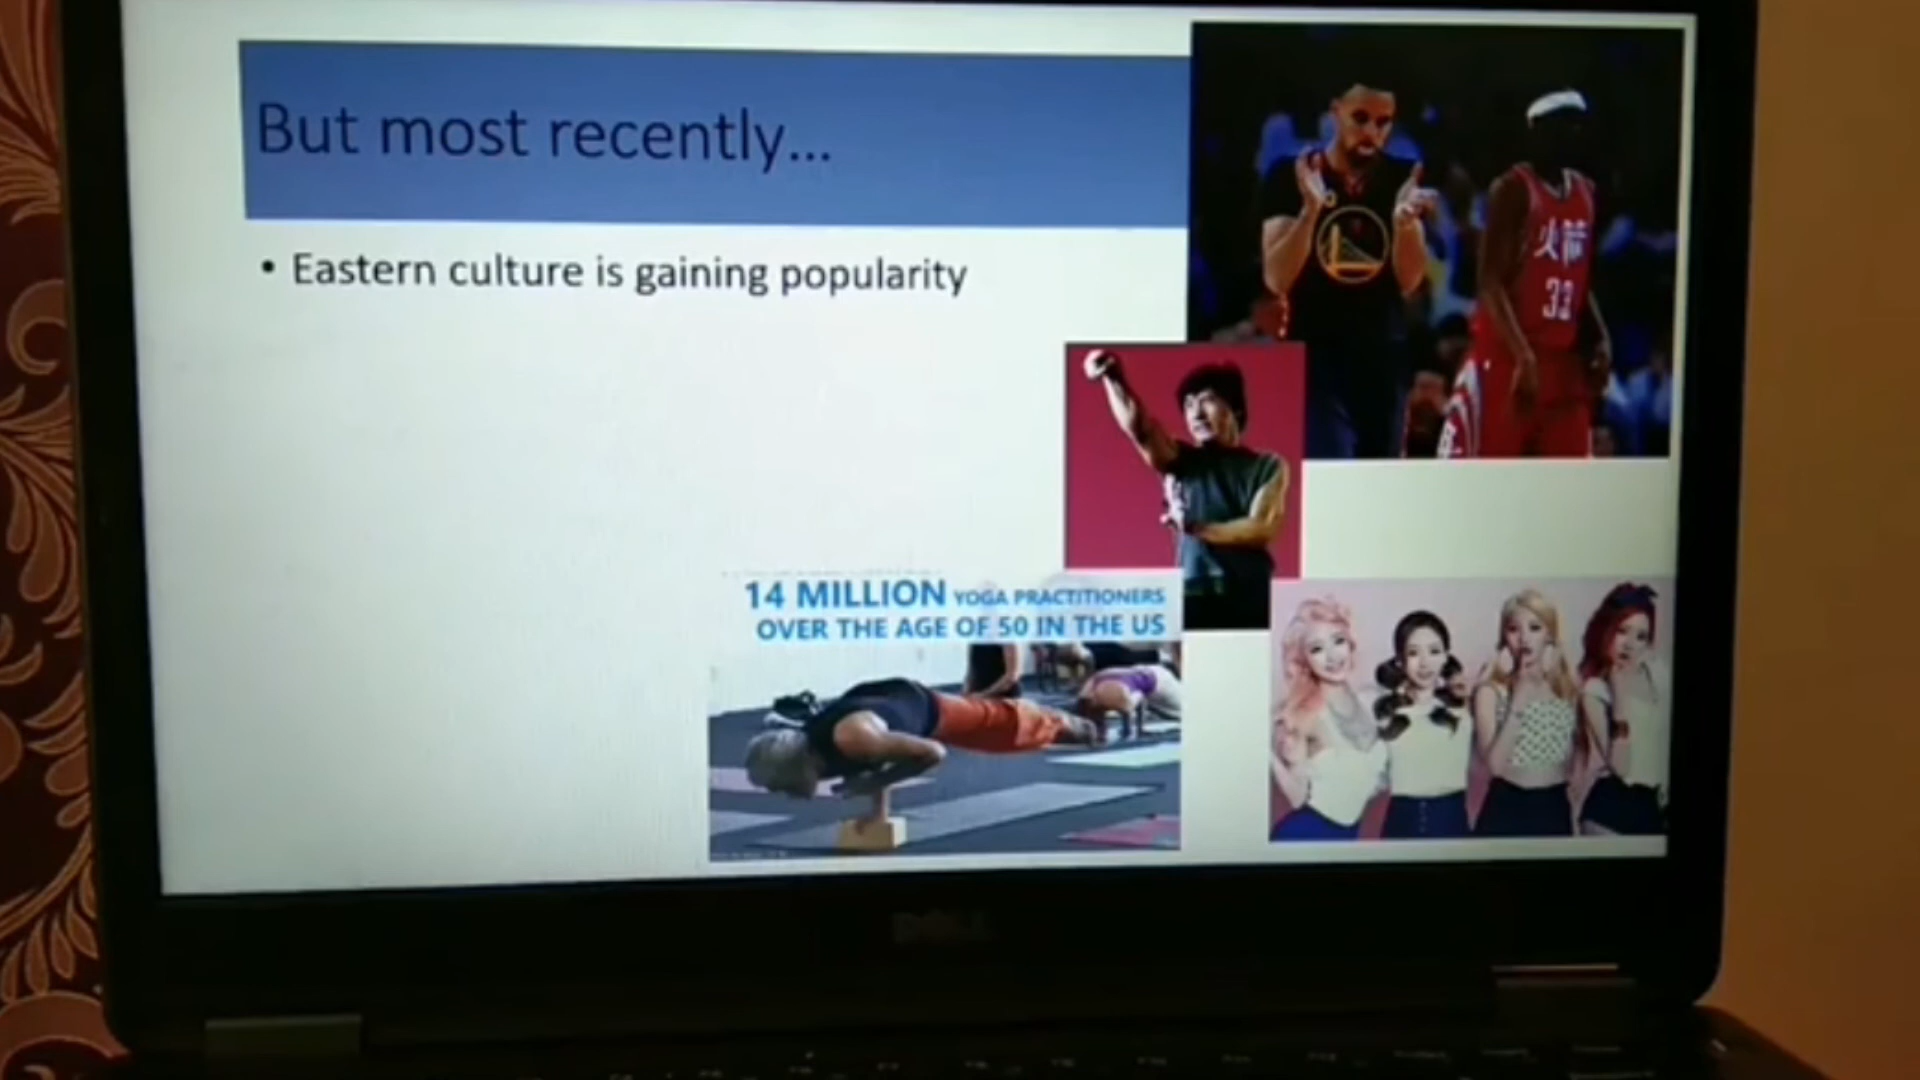 But most recently...
• Eastern culture is gaining popularity
火箭
33
14 MILLION YOGA PRACTITIONERS
OVER THE AGE OF 50 IN THE US
DELL